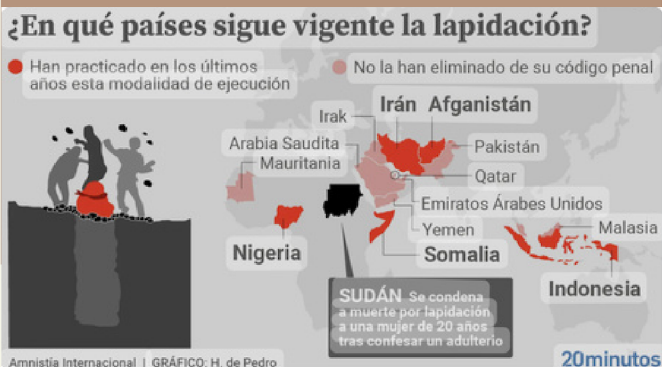 ¿En qué países sigue vigente la lapidación?
Han practicado en los últimos
años esta modalidad de ejecución
No la han eliminado de su código penal
Irak
Irán
Afganistán
Arabia Saudita
Mauritania
Pakistán
Qatar
Emiratos Árabes Unidos
Yemen
Malasia
Nigeria
Somalia
Indonesia
SUDÁN Se condena
a muerte por lapidación
a una mujer de 20 años
tras confesar un adulterio
Amnistía Internacional | GRÁFICO: H. de Pedro
20minutos